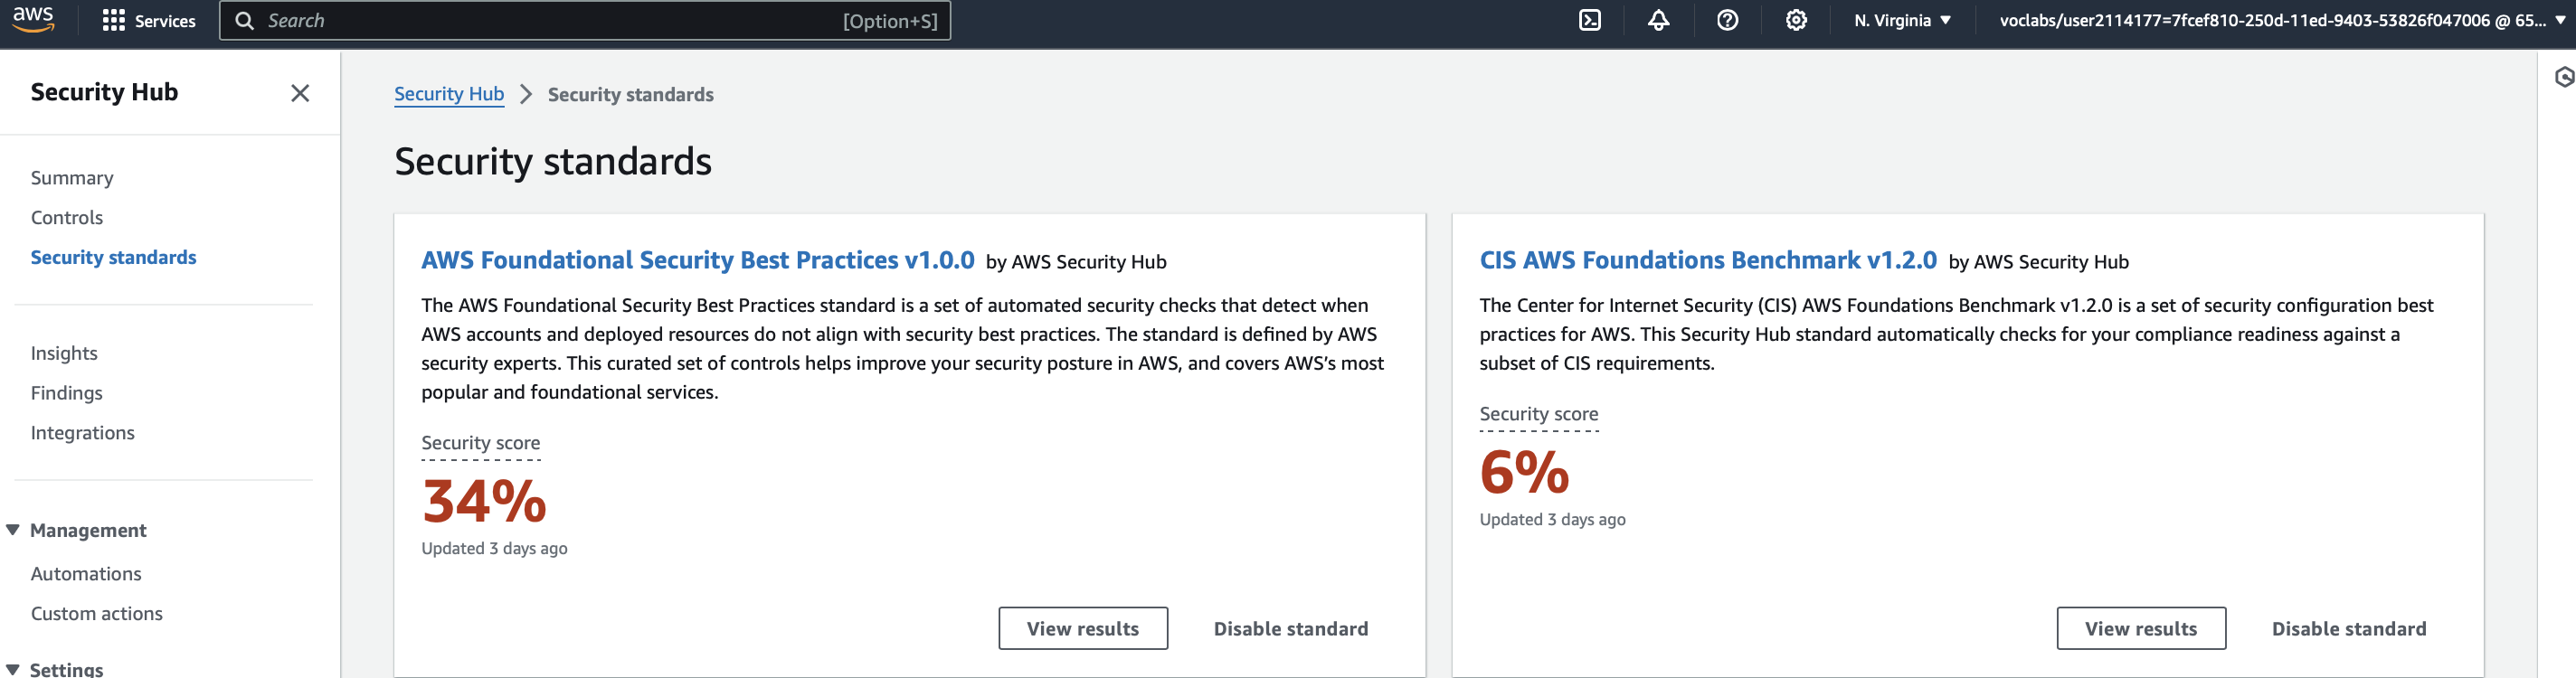 aws
Services
Search
[Option+S]
N. Virginia
voclabs/user2114177=7fcef810-250d-11ed-9403-53826f047006 @ 65...
Security Hub
Summary
Controls
Security standards
Insights
Findings
Integrations
Management
Automations
Custom actions
Settings
Security Hub
Security standards
Security standards
AWS Foundational Security Best Practices v1.0.0 by AWS Security Hub
The AWS Foundational Security Best Practices standard is a set of automated security checks that detect when
AWS accounts and deployed resources do not align with security best practices. The standard is defined by AWS
security experts. This curated set of controls helps improve your security posture in AWS, and covers AWS's most
popular and foundational services.
Security score
34%
Updated 3 days ago
View results
Disable standard
CIS AWS Foundations Benchmark v1.2.0 by AWS Security Hub
The Center for Internet Security (CIS) AWS Foundations Benchmark v1.2.0 is a set of security configuration best
practices for AWS. This Security Hub standard automatically checks for your compliance readiness against a
subset of CIS requirements.
Security score
6%
Updated 3 days ago
View results
Disable standard